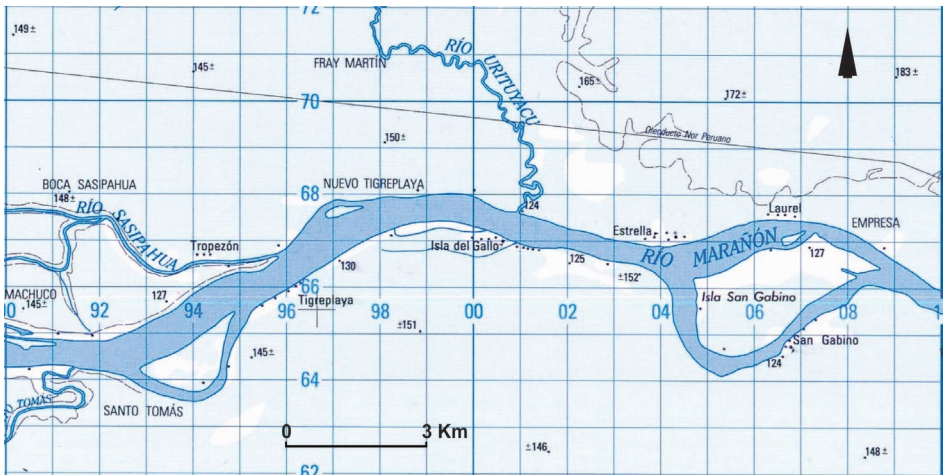 72
149±
145±
FRAY MARTÍN
RÍO URITUYACU
165±
172±
183±
70
150±
Oleoducto Nor Peruano
BOCA SASIPAHUA
148±
NUEVO TIGREPLAYA
68
RÍO SASIPAHUA
124
Laurel
EMPRESA
Tropezón
Isla del Gallo
Estrella
RÍO MARAÑÓN
130
125
±152
127
MACHUCO
145±
127
66
Tigreplaya
Isla San Gabino
90
92
94
96
98
00
02
04
06
08
±151
145±
San Gabino
124
64
TOMÁS
SANTO TOMÁS
0
3 Km
±146
148±
62